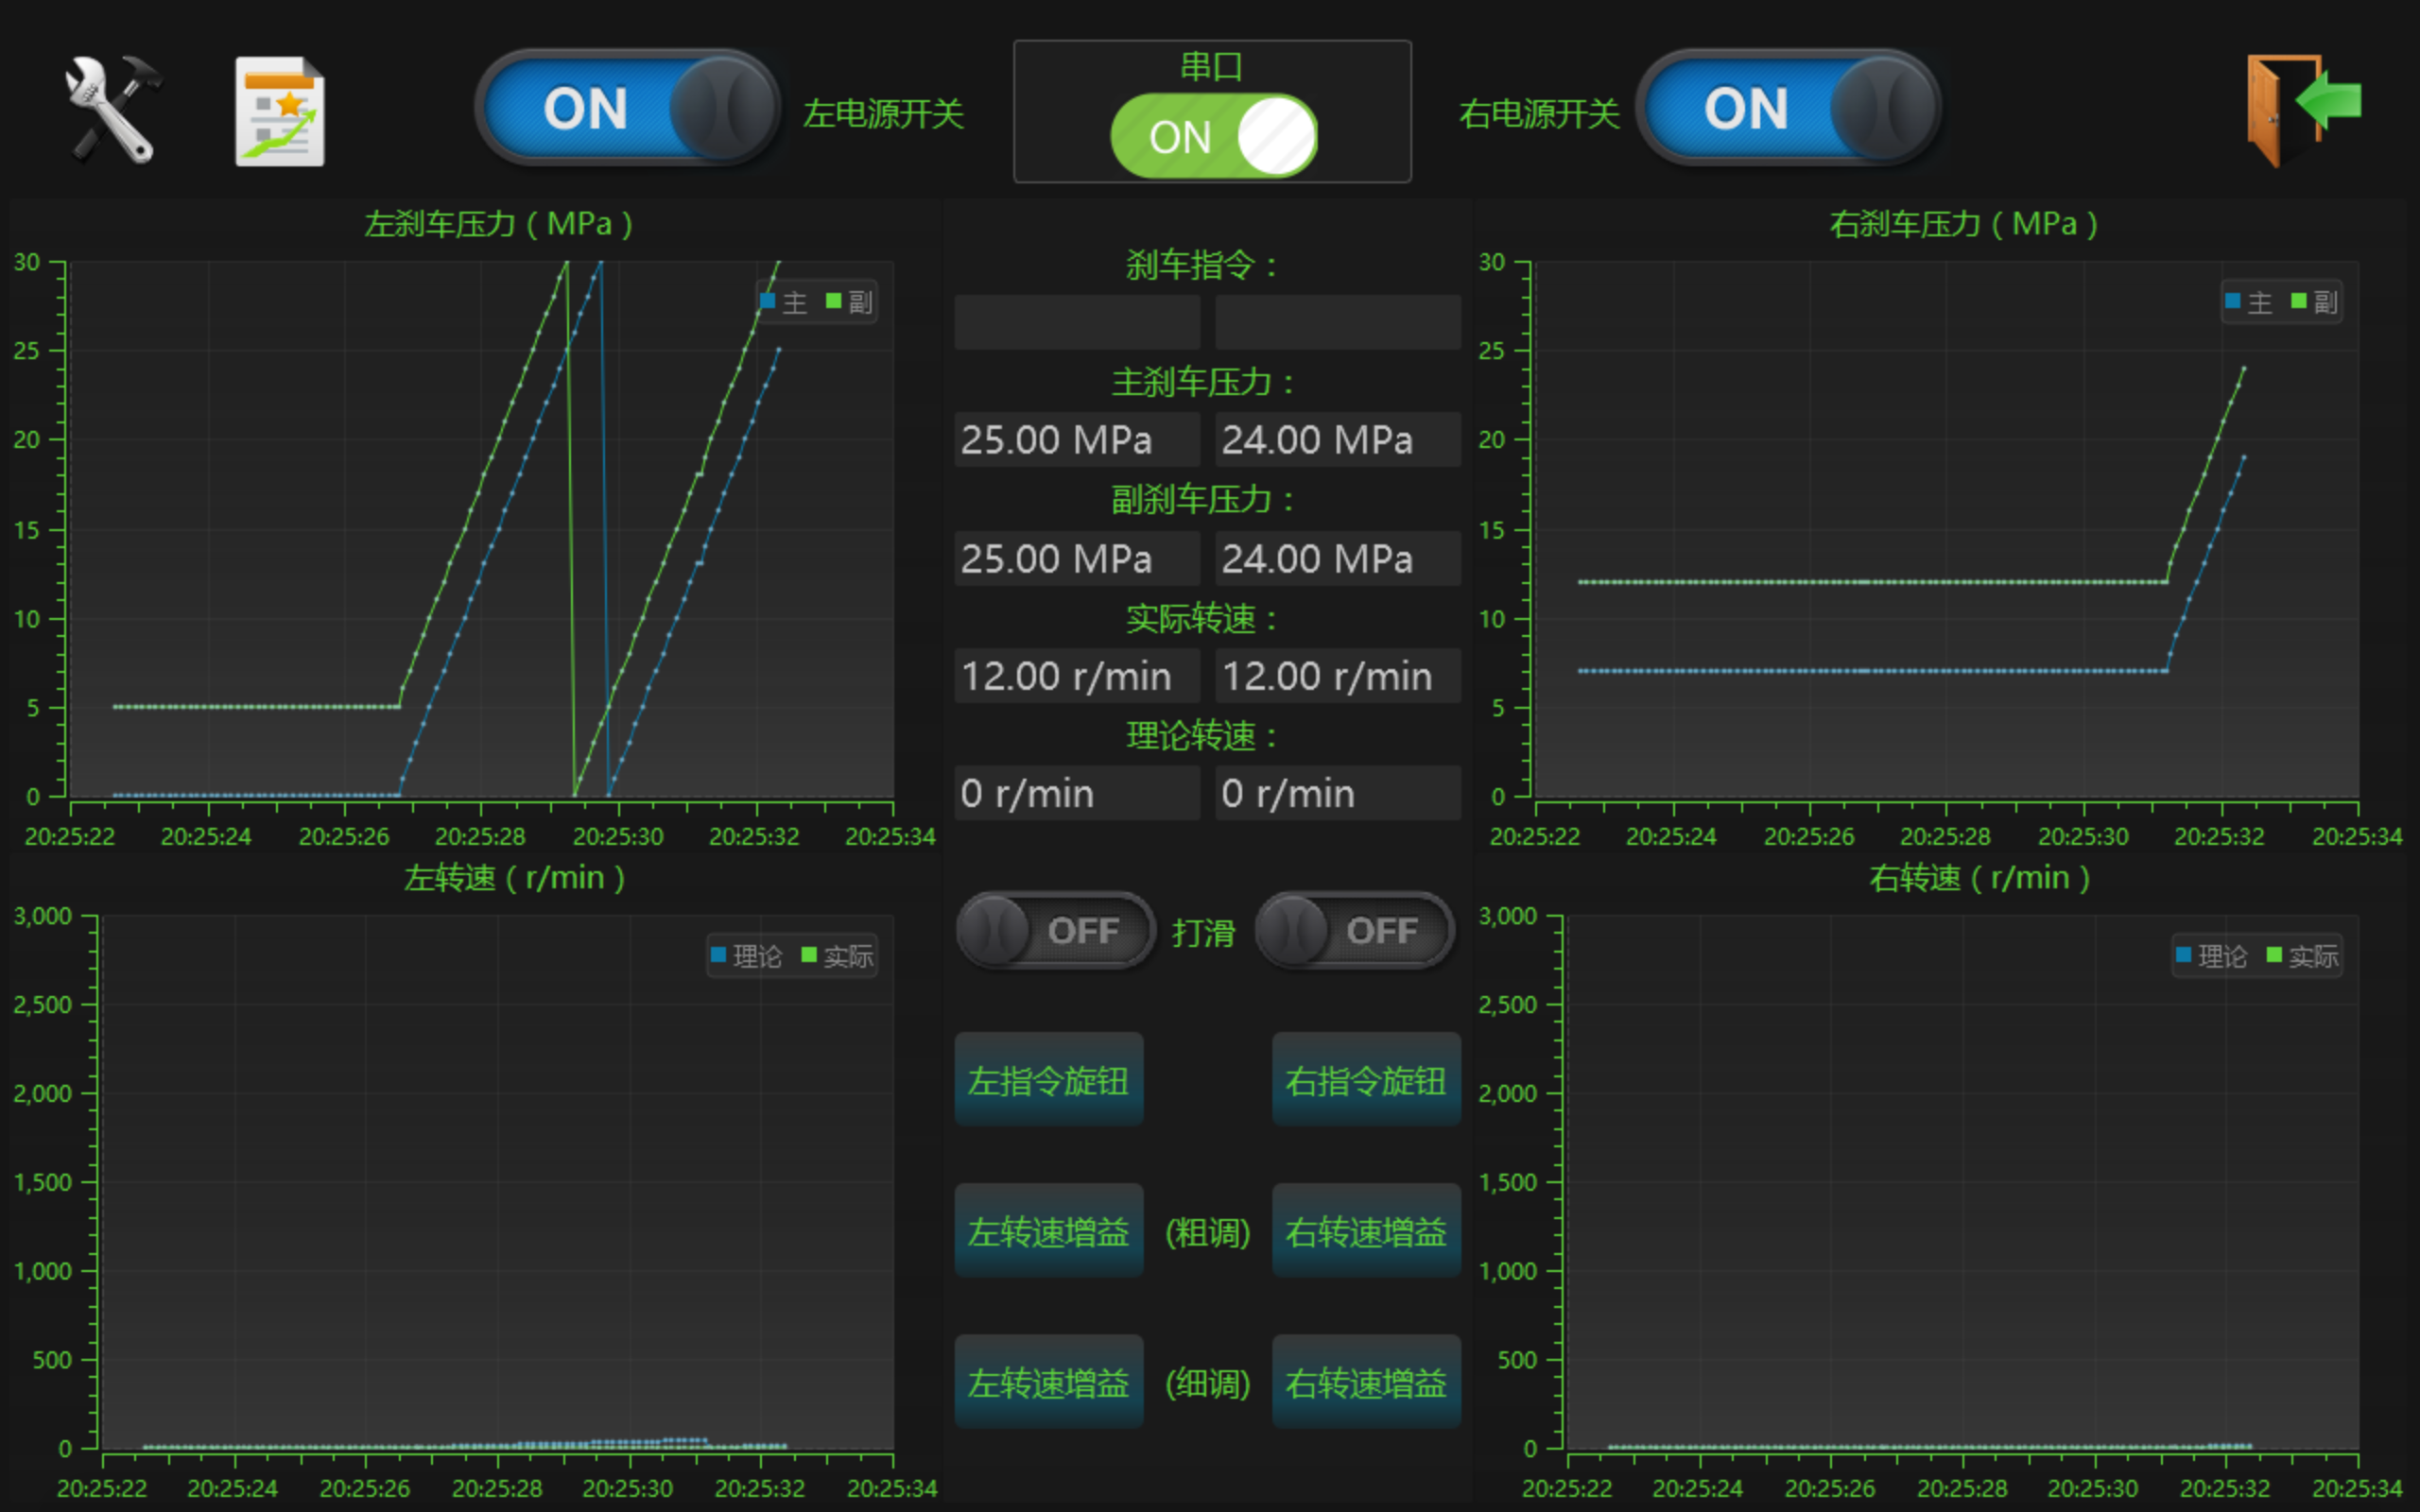 ON
左电源开关
串口
ON
右电源开关
ON
左刹车压力（MPa）
30
25
20
15
10
5
0
主 副
20:25:22 20:25:24 20:25:26 20:25:28 20:25:30 20:25:32 20:25:34
左转速（r/min）
3,000
2,500
2,000
1,500
1,000
500
0
理论 实际
20:25:22 20:25:24 20:25:26 20:25:28 20:25:30 20:25:32 20:25:34
刹车指令：
主刹车压力：
25.00 MPa 24.00 MPa
副刹车压力：
25.00 MPa 24.00 MPa
实际转速：
12.00 r/min 12.00 r/min
理论转速：
0 r/min 0 r/min
OFF 打滑 OFF
左指令旋钮 右指令旋钮
左转速增益 (粗调) 右转速增益
左转速增益 (细调) 右转速增益
右刹车压力（MPa）
30
25
20
15
10
5
0
主 副
20:25:22 20:25:24 20:25:26 20:25:28 20:25:30 20:25:32 20:25:34
右转速（r/min）
3,000
2,500
2,000
1,500
1,000
500
0
理论 实际
20:25:22 20:25:24 20:25:26 20:25:28 20:25:30 20:25:32 20:25:34